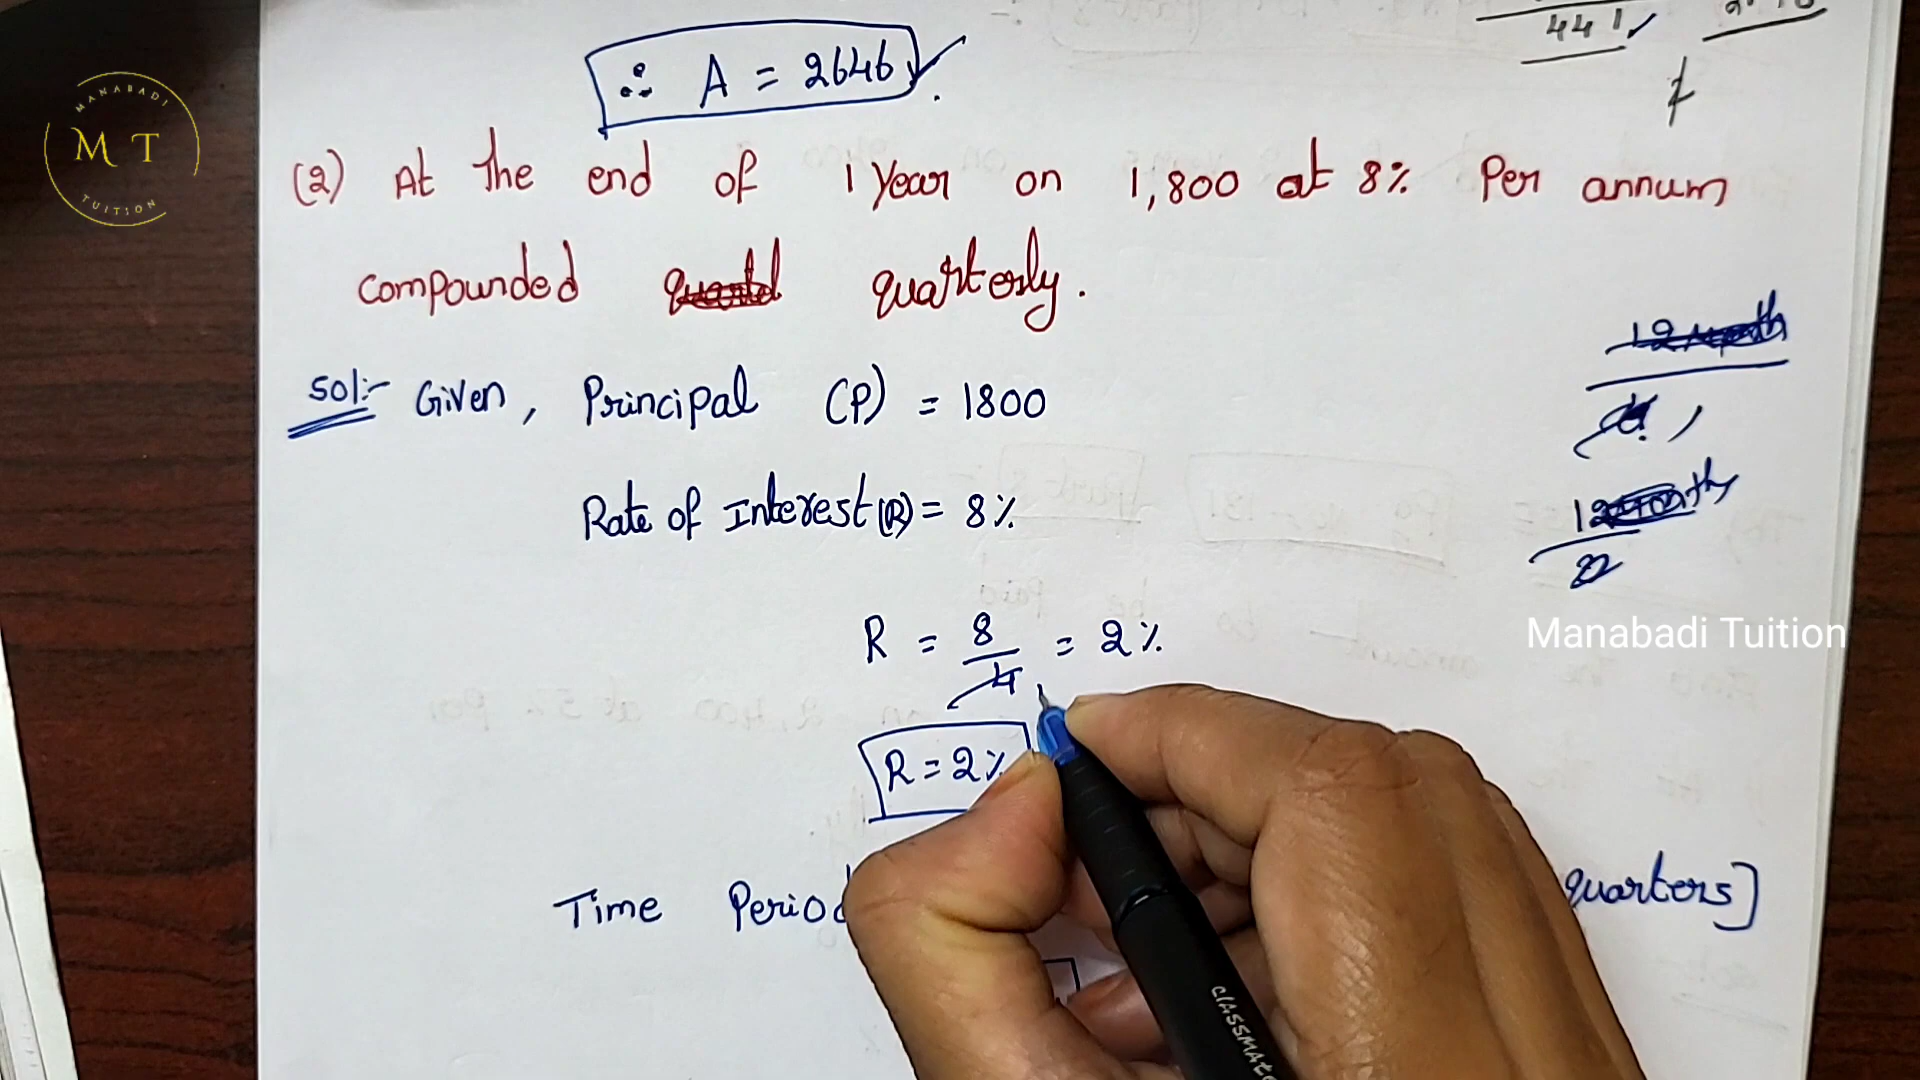 441
∴ A = 2646
MANABADI
M T
TUITION
(2) At the end of 1 Year on 1,800 at 8% Per annum
compounded quarterly.
Sol:- Given, Principal (P) = 1800
Rate of Interest (R) = 8%
R = 8/4 = 2%
R = 2%
Manabadi Tuition
Time Period quarters]
CLASSMATE